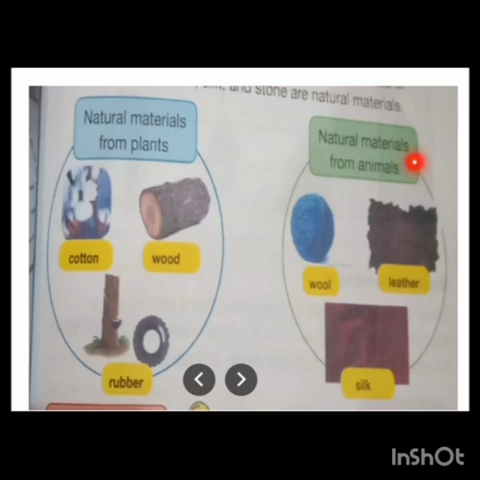 and stone are natural materials.
Natural materials
from plants
Natural materials
from animals
cotton
wood
wool
leather
rubber
silk
InShOt